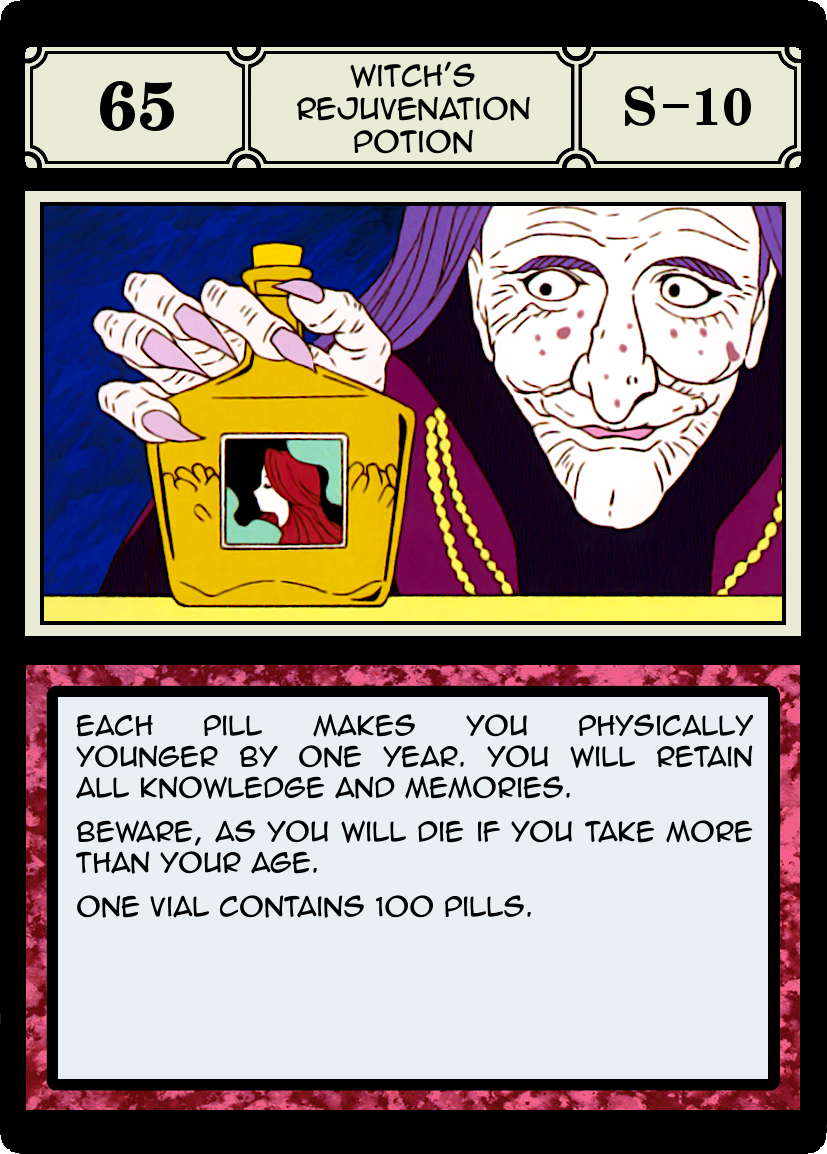 65
WITCH'S
REJUVENATION
POTION
S-10
EACH PILL MAKES YOU PHYSICALLY
YOUNGER BY ONE YEAR. YOU WILL RETAIN
ALL KNOWLEDGE AND MEMORIES.
BEWARE, AS YOU WILL DIE IF YOU TAKE MORE
THAN YOUR AGE.
ONE VIAL CONTAINS 100 PILLS.